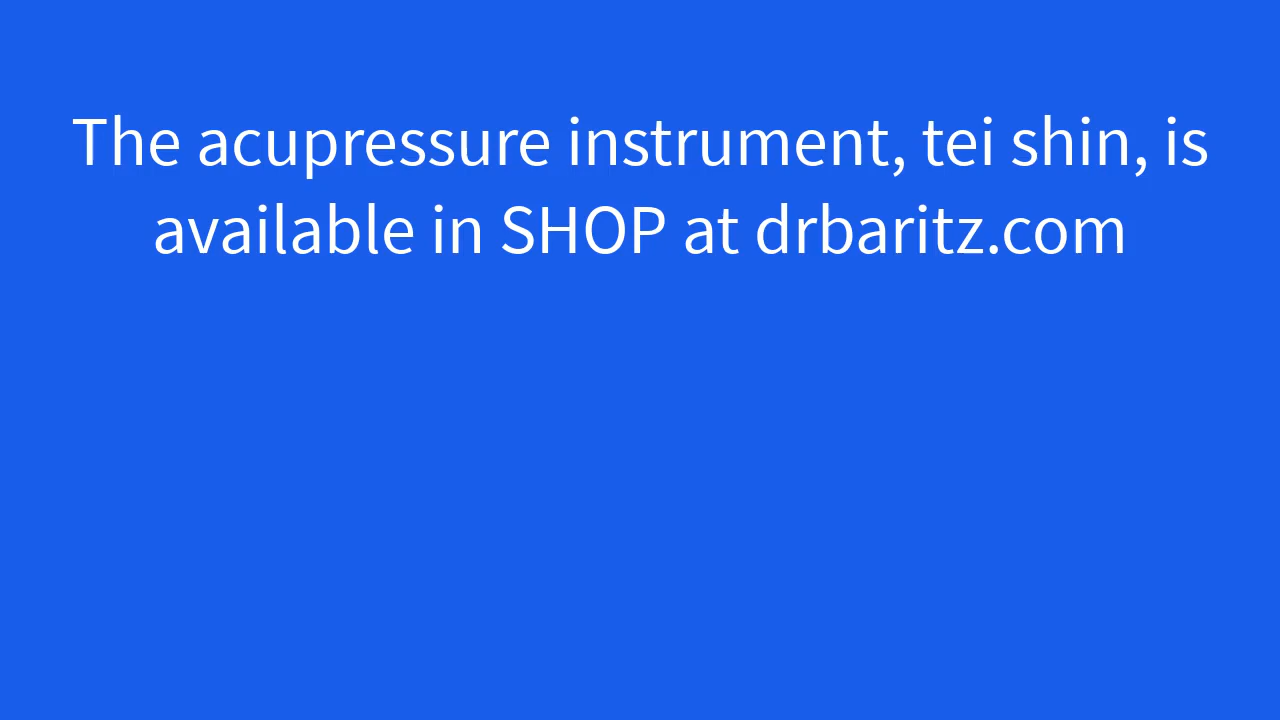 The acupressure instrument, tei shin, is
available in SHOP at drbaritz.com